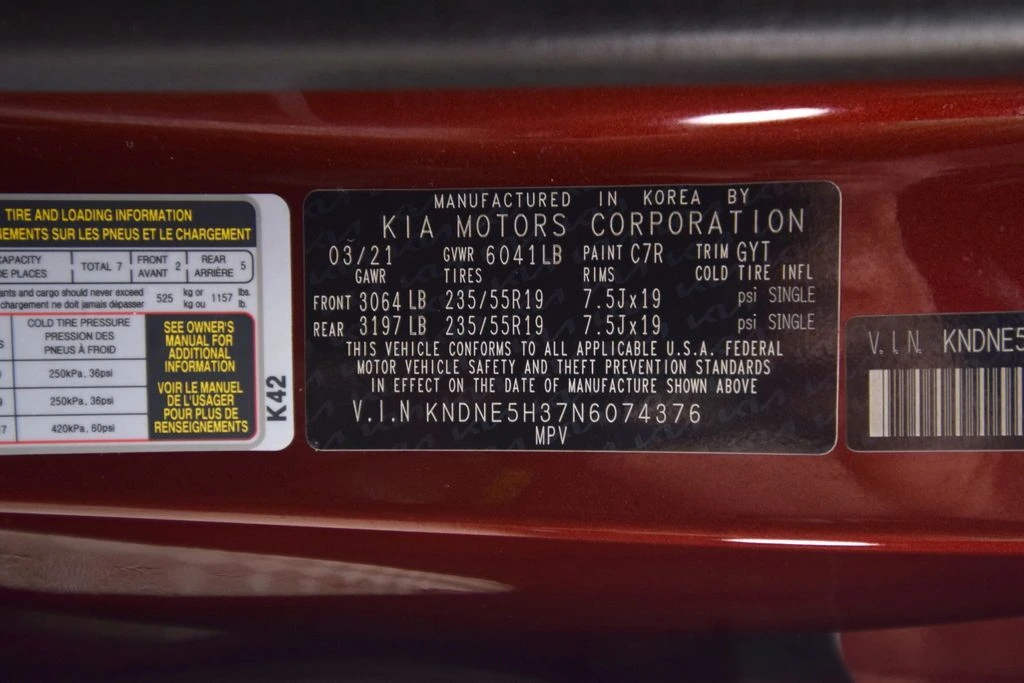 TIRE AND LOADING INFORMATION
NEMENTS SUR LES PNEUS ET LE CHARGEMENT
CAPACITY
DE PLACES
TOTAL 7
FRONT
AVANT 2
REAR
ARRIÈRE 5
ants and cargo should never exceed
chargement ne doit jamais dépasser
525
kg or
kg ou
1157
lbs.
lb.
COLD TIRE PRESSURE
PRESSION DES
PNEUS À FROID
250kPa, 36psi
250kPa, 36psi
420kPa, 60psi
SEE OWNER'S
MANUAL FOR
ADDITIONAL
INFORMATION
VOIR LE MANUEL
DE L'USAGER
POUR PLUS DE
RENSEIGNEMENTS
K42
MANUFACTURED IN KOREA BY
KIA MOTORS CORPORATION
03/21 GVWR 6041LB PAINT C7R TRIM GYT
GAWR TIRES RIMS COLD TIRE INFL
FRONT 3064 LB 235/55R19 7.5Jx19 psi SINGLE
REAR 3197 LB 235/55R19 7.5Jx19 psi SINGLE
THIS VEHICLE CONFORMS TO ALL APPLICABLE U.S.A. FEDERAL
MOTOR VEHICLE SAFETY AND THEFT PREVENTION STANDARDS
IN EFFECT ON THE DATE OF MANUFACTURE SHOWN ABOVE
V.I.N KNDNE5H37N6074376
MPV
V.I.N. KNDNE5